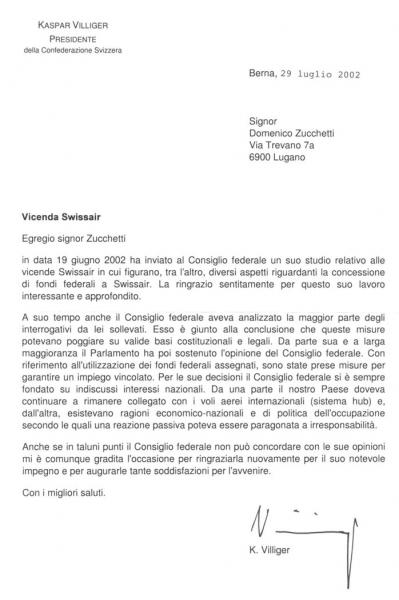 KASPAR VILLIGER
PRESIDENTE
della Confederazione Svizzera
Berna, 29 luglio 2002
Signor
Domenico Zucchetti
Via Trevano 7a
6900 Lugano
Vicenda Swissair
Egregio signor Zucchetti
in data 19 giugno 2002 ha inviato al Consiglio federale un suo studio relativo alle
vicende Swissair in cui figurano, tra l'altro, diversi aspetti riguardanti la concessione
di fondi federali a Swissair. La ringrazio sentitamente per questo suo lavoro
interessante e approfondito.
A suo tempo anche il Consiglio federale aveva analizzato la maggior parte degli
interrogativi da lei sollevati. Esso è giunto alla conclusione che queste misure
potevano poggiare su valide basi costituzionali e legali. Da parte sua e a larga
maggioranza il Parlamento ha poi sostenuto l'opinione del Consiglio federale. Con
riferimento all'utilizzazione dei fondi federali assegnati, sono state prese misure per
garantire un impiego vincolato. Per le sue decisioni il Consiglio federale si è sempre
fondato su indiscussi interessi nazionali. Da una parte il nostro Paese doveva
continuare a rimanere collegato con i voli aerei internazionali (sistema hub) e,
dall'altra, esistevano ragioni economico-nazionali e di politica dell'occupazione
secondo le quali una reazione passiva poteva essere paragonata a irresponsabilità.
Anche se in taluni punti il Consiglio federale non può concordare con le sue opinioni
mi è comunque gradita l'occasione per ringraziarla nuovamente per il suo notevole
impegno e per augurarle tante soddisfazioni per l'avvenire.
Con i migliori saluti.
K. Villiger